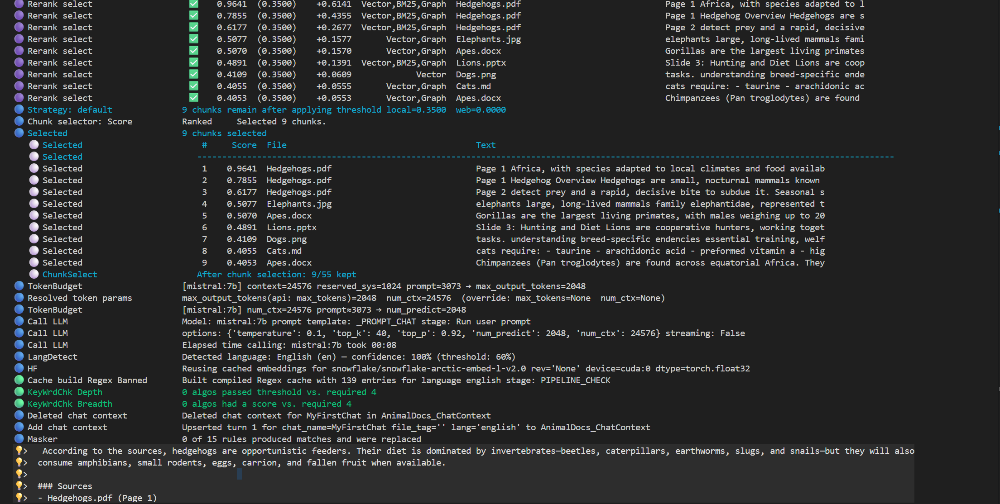 Rerank select ✅ 0.9641 (0.3500) +0.6141 Vector,BM25,Graph Hedgehogs.pdf Page 1 Africa, with species adapted to l
Rerank select ✅ 0.7855 (0.3500) +0.4355 Vector,BM25,Graph Hedgehogs.pdf Page 1 Hedgehog Overview Hedgehogs are s
Rerank select ✅ 0.6177 (0.3500) +0.2677 Vector,BM25,Graph Hedgehogs.pdf Page 2 detect prey and a rapid, decisive
Rerank select ✅ 0.5077 (0.3500) +0.1577 Vector,Graph Elephants.jpg elephants large, long-lived mammals fami
Rerank select ✅ 0.5070 (0.3500) +0.1570 Vector,Graph Apes.docx Gorillas are the largest living primates
Rerank select ✅ 0.4891 (0.3500) +0.1391 Vector,BM25,Graph Lions.pptx Slide 3: Hunting and Diet Lions are coop
Rerank select ✅ 0.4109 (0.3500) +0.0609 Vector Dogs.png tasks. understanding breed-specific ende
Rerank select ✅ 0.4055 (0.3500) +0.0555 Vector,Graph Cats.md cats require: - taurine - arachidonic ac
Rerank select ✅ 0.4053 (0.3500) +0.0553 Vector,Graph Apes.docx Chimpanzees (Pan troglodytes) are found
Strategy: default 9 chunks remain after applying threshold local=0.3500 web=0.0000
Chunk selector: Score Ranked Selected 9 chunks.
Selected 9 chunks selected
Selected # Score File Text
Selected --------------------------------------------------------------------------------------------------------------------------------------------
Selected 1 0.9641 Hedgehogs.pdf Page 1 Africa, with species adapted to local climates and food availab
Selected 2 0.7855 Hedgehogs.pdf Page 1 Hedgehog Overview Hedgehogs are small, nocturnal mammals known
Selected 3 0.6177 Hedgehogs.pdf Page 2 detect prey and a rapid, decisive bite to subdue it. Seasonal s
Selected 4 0.5077 Elephants.jpg elephants large, long-lived mammals family elephantidae, represented t
Selected 5 0.5070 Apes.docx Gorillas are the largest living primates, with males weighing up to 20
Selected 6 0.4891 Lions.pptx Slide 3: Hunting and Diet Lions are cooperative hunters, working toget
Selected 7 0.4109 Dogs.png tasks. understanding breed-specific endencies essential training, welf
Selected 8 0.4055 Cats.md cats require: - taurine - arachidonic acid - preformed vitamin a - hig
Selected 9 0.4053 Apes.docx Chimpanzees (Pan troglodytes) are found across equatorial Africa. They
ChunkSelect After chunk selection: 9/55 kept
TokenBudget [mistral:7b] context=24576 reserved_sys=1024 prompt≈3073 → max_output_tokens=2048
Resolved token params max_output_tokens(api: max_tokens)=2048 num_ctx=24576 (override: max_tokens=None num_ctx=None)
TokenBudget [mistral:7b] num_ctx=24576 prompt≈3073 → num_predict=2048
Call LLM Model: mistral:7b prompt template: _PROMPT_CHAT stage: Run user prompt
Call LLM options: {'temperature': 0.1, 'top_k': 40, 'top_p': 0.92, 'num_predict': 2048, 'num_ctx': 24576} streaming: False
Call LLM Elapsed time calling: mistral:7b took 00:08
LangDetect Detected language: English (en) — confidence: 100% (threshold: 60%)
HF Reusing cached embeddings for snowflake/snowflake-arctic-embed-l-v2.0 rev='None' device=cuda:0 dtype=torch.float32
Cache build Regex Banned Built compiled Regex cache with 139 entries for language english stage: PIPELINE_CHECK
KeyWrdChk Depth 0 algos passed threshold vs. required 4
KeyWrdChk Breadth 0 algos had a score vs. required 4
Deleted chat context Deleted chat context for MyFirstChat in AnimalDocs_ChatContext
Add chat context Upserted turn 1 for chat_name=MyFirstChat file_tag='' lang='english' to AnimalDocs_ChatContext
Masker 0 of 15 rules produced matches and were replaced
💡> According to the sources, hedgehogs are opportunistic feeders. Their diet is dominated by invertebrates—beetles, caterpillars, earthworms, slugs, and snails—but they will also
💡> consume amphibians, small rodents, eggs, carrion, and fallen fruit when available.
💡>
💡> ### Sources
💡> - Hedgehogs.pdf (Page 1)